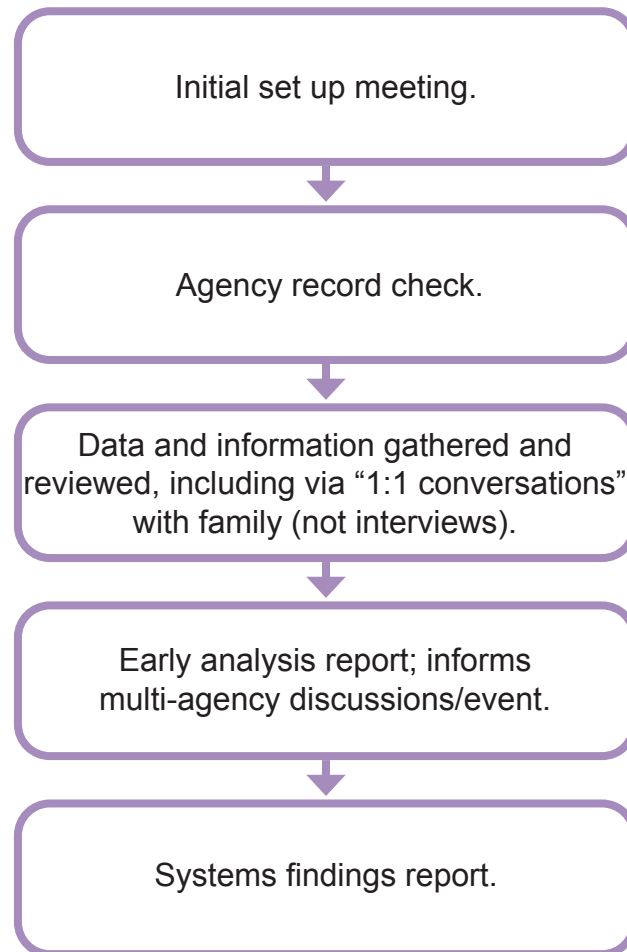 Initial set up meeting.
Agency record check.
Data and information gathered and
reviewed, including via “1:1 conversations”
with family (not interviews).
Early analysis report; informs
multi-agency discussions/event.
Systems findings report.